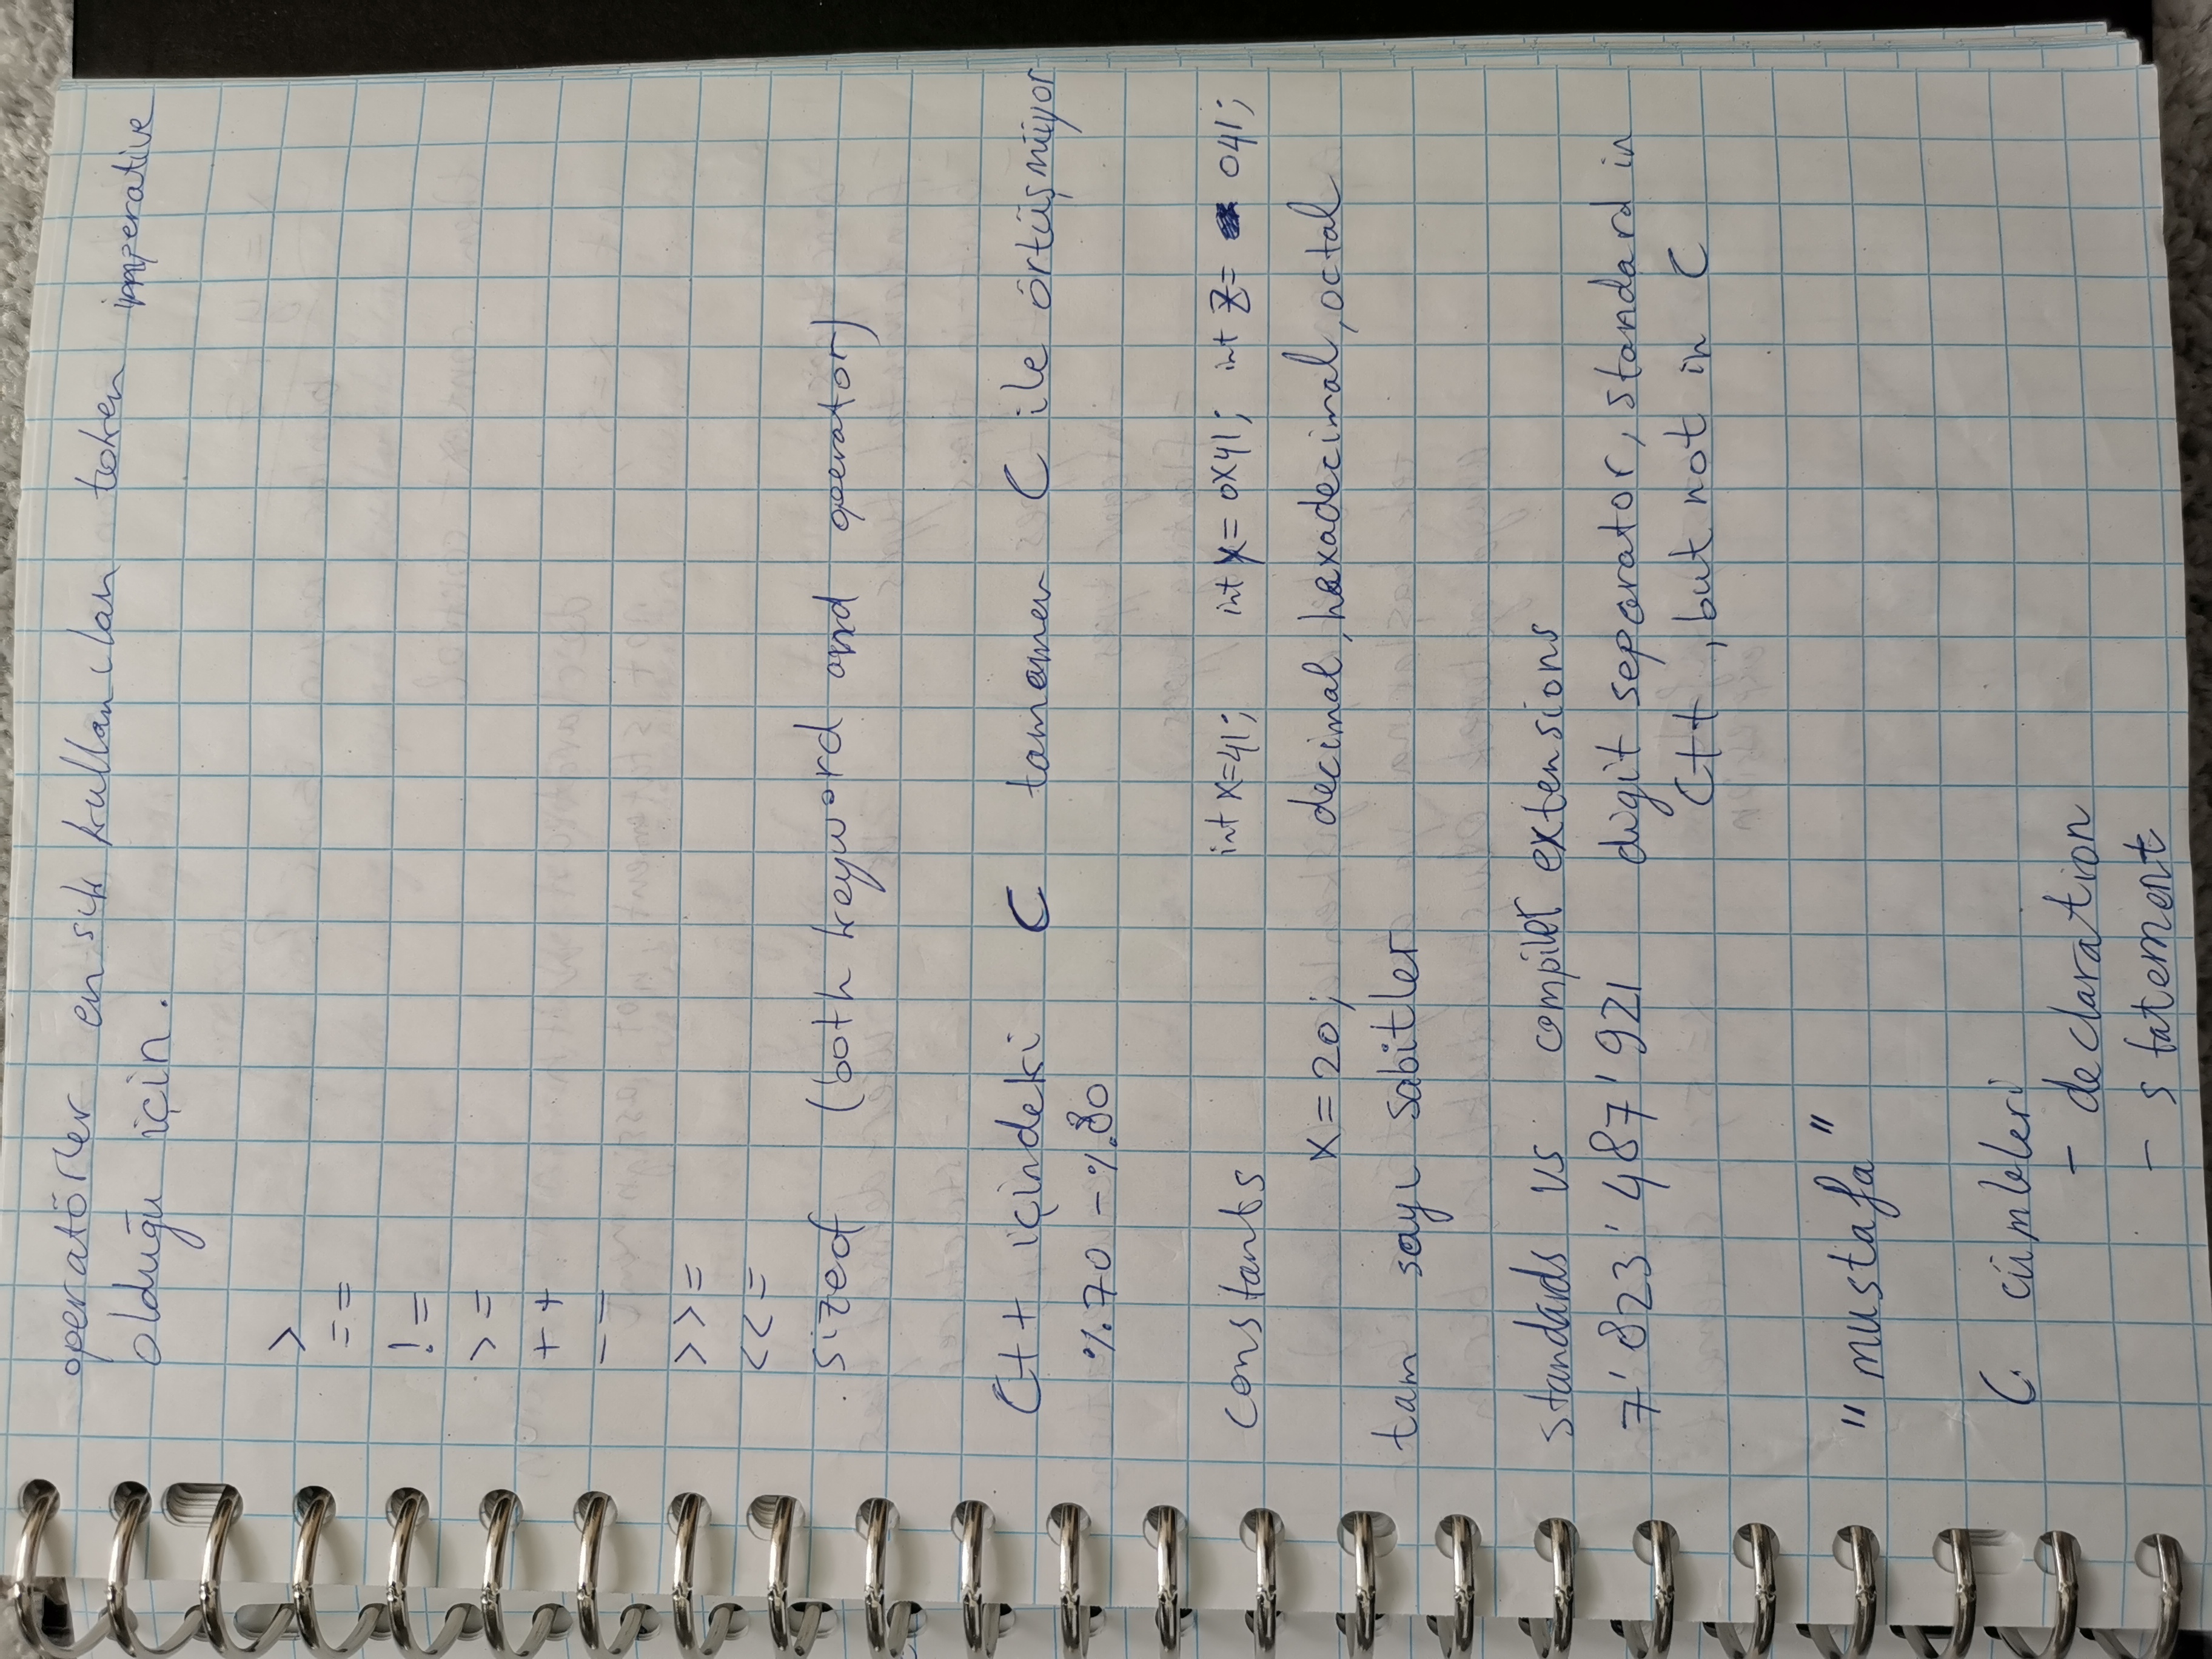 operatörler en sık kullanılan token imperative
olduğu için.
>
==
!=
>=
++
--
>>=
<<=
sizeof (both keyword and operator)
C++ içindeki C tamamen C ile örtüşmüyor
%70 - %80
constants int x=41; int y= 0x41; int z= 041;
x=20; decimal, hexadecimal, octal
tam sayı sabitler
standards vs compiler extensions
7'823'487'921 digit separator, standard in
C++, but not in C
"mustafa"
C cümleleri
- declaration
- statement